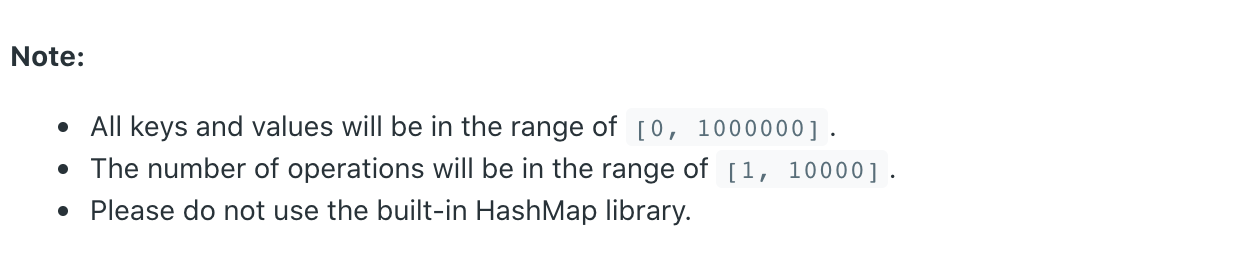 Note:
• All keys and values will be in the range of [0, 1000000].
• The number of operations will be in the range of [1, 10000].
• Please do not use the built-in HashMap library.